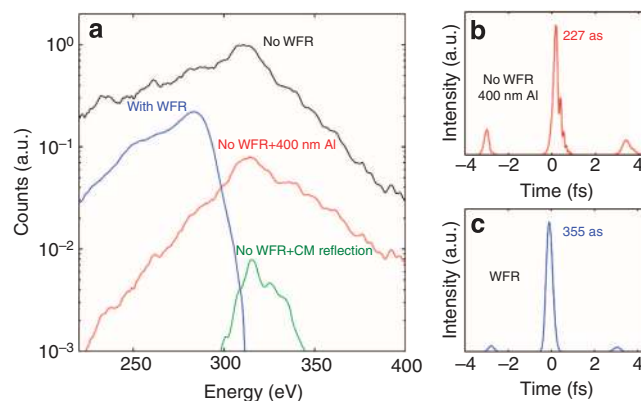 a
No WFR
With WFR
No WFR+400 nm Al
No WFR+CM reflection
10⁰
10⁻¹
10⁻²
10⁻³
Counts (a.u.)
250 300 350 400
Energy (eV)
b
227 as
No WFR
400 nm Al
Intensity (a.u.)
−4 −2 0 2 4
Time (fs)
c
355 as
WFR
Intensity (a.u.)
−4 −2 0 2 4
Time (fs)